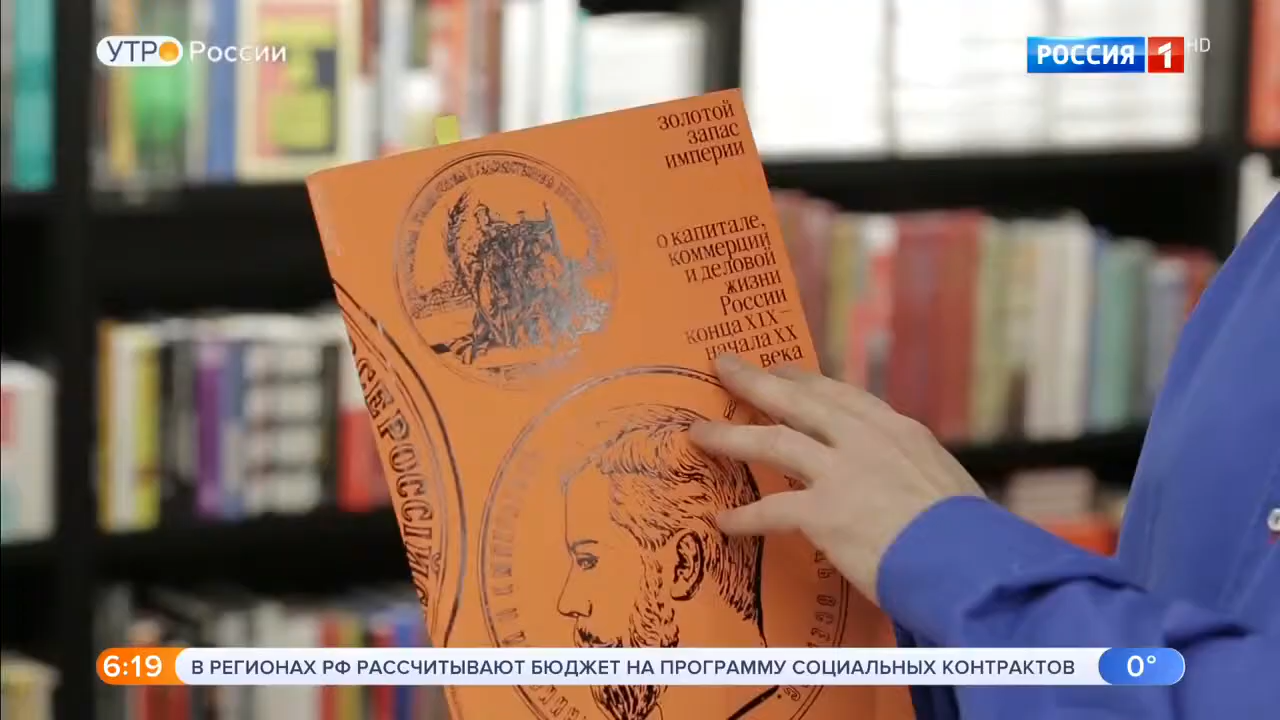 УТРО России
РОССИЯ 1 HD
золотой
запас
империи
о капитале,
коммерции
и деловой
жизни
России
конца XIX –
начала XX
века
6:19
В РЕГИОНАХ РФ РАССЧИТЫВАЮТ БЮДЖЕТ НА ПРОГРАММУ СОЦИАЛЬНЫХ КОНТРАКТОВ
0°